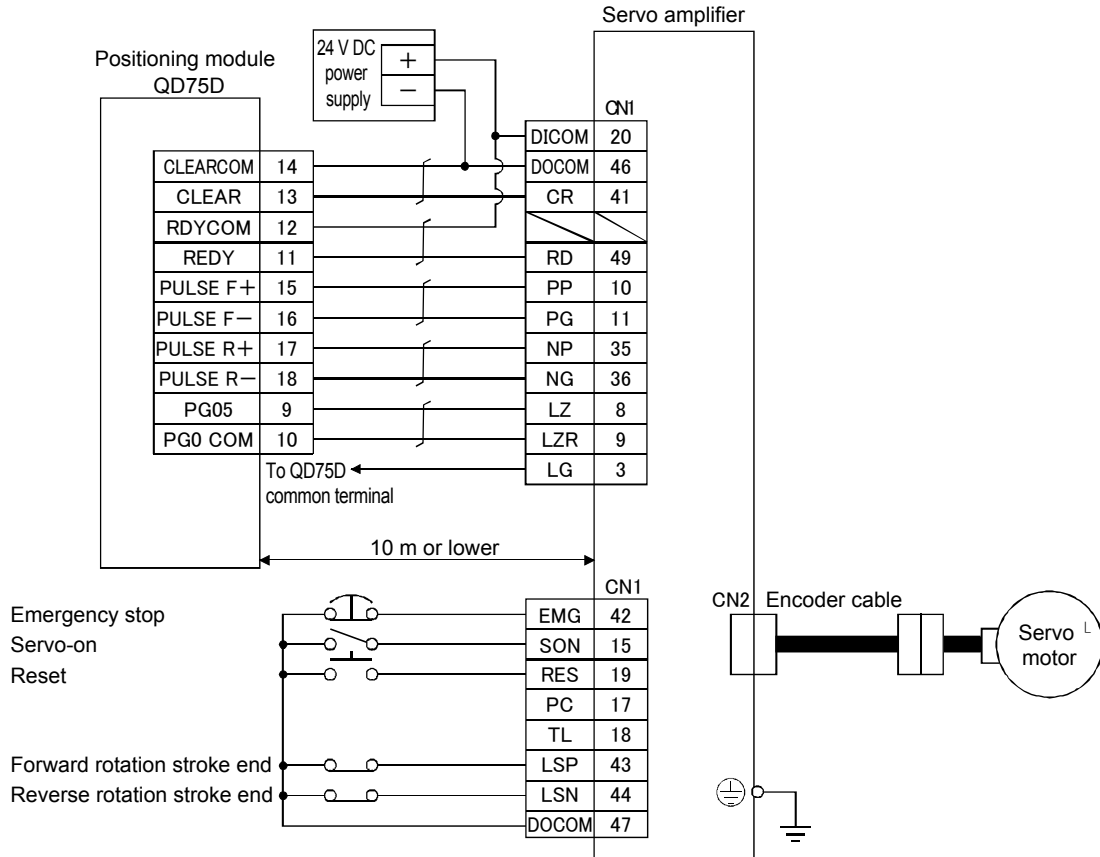 Servo amplifier
Positioning module
QD75D
24 V DC
power
supply
+
−
CN1
DICOM 20
CLEARCOM 14 DOCOM 46
CLEAR 13 CR 41
RDYCOM 12
REDY 11 RD 49
PULSE F+ 15 PP 10
PULSE F− 16 PG 11
PULSE R+ 17 NP 35
PULSE R− 18 NG 36
PG05 9 LZ 8
PG0 COM 10 LZR 9
To QD75D LG 3
common terminal
10 m or lower
CN1
Emergency stop EMG 42
Servo-on SON 15
Reset RES 19
PC 17
TL 18
Forward rotation stroke end LSP 43
Reverse rotation stroke end LSN 44
DOCOM 47
CN2 Encoder cable
Servo
motor